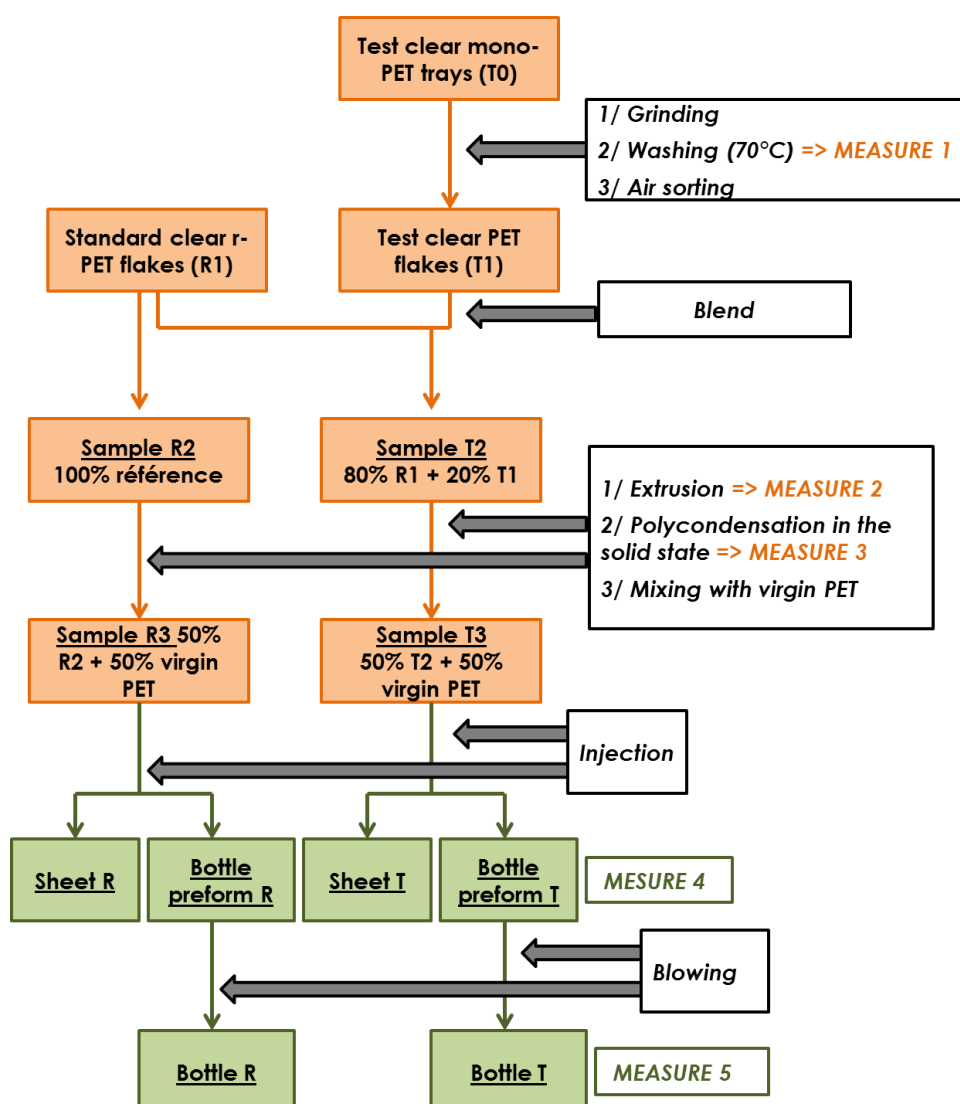 Test clear mono-
PET trays (T0)
1/ Grinding
2/ Washing (70°C) => MEASURE 1
3/ Air sorting
Standard clear r-
PET flakes (R1)
Test clear PET
flakes (T1)
Blend
Sample R2
100% référence
Sample T2
80% R1 + 20% T1
1/ Extrusion => MEASURE 2
2/ Polycondensation in the
solid state => MEASURE 3
3/ Mixing with virgin PET
Sample R3 50%
R2 + 50% virgin
PET
Sample T3
50% T2 + 50%
virgin PET
Injection
Sheet R
Bottle
preform R
Sheet T
Bottle
preform T
MESURE 4
Blowing
Bottle R
Bottle T
MEASURE 5